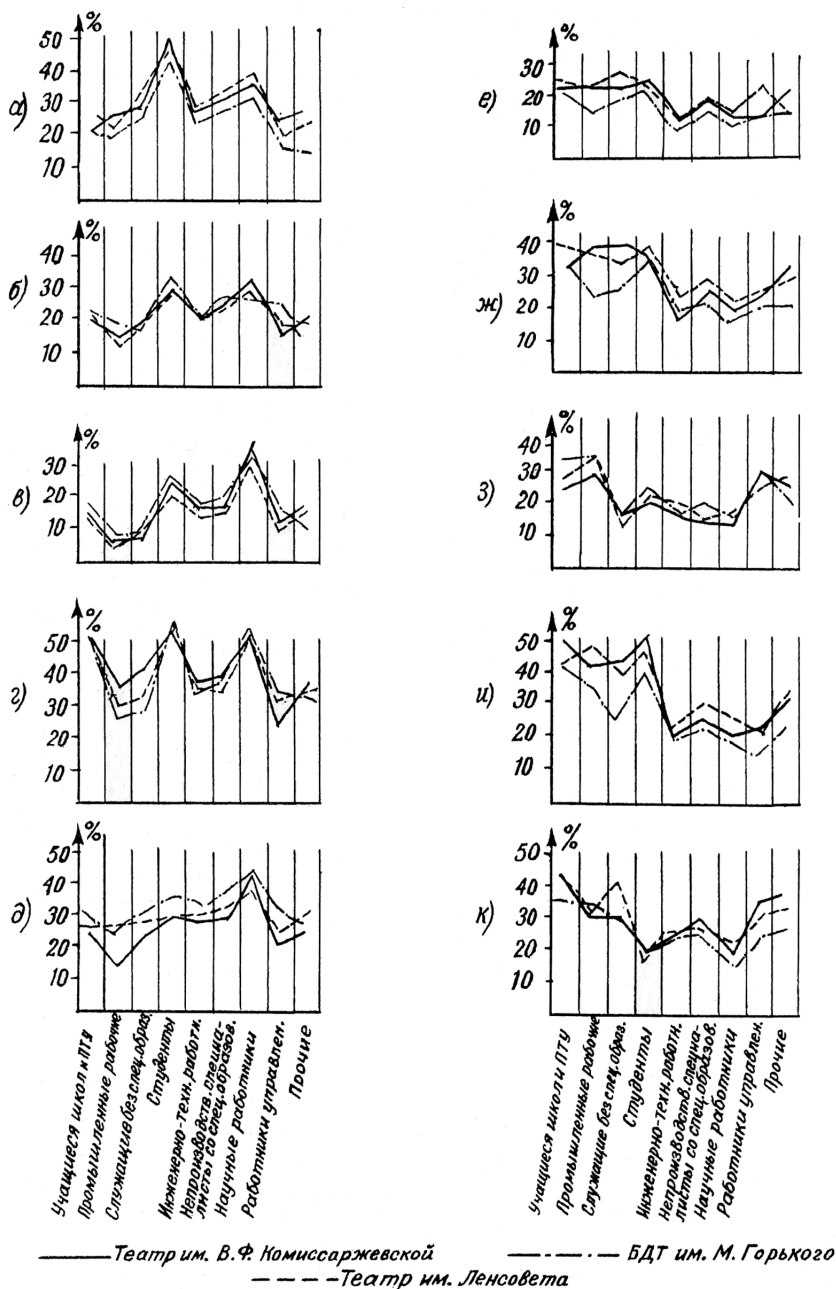 %
50
40
30
20
10
а)
%
40
30
20
10
б)
%
30
20
10
в)
50
40
30
20
10
%
г)
%
50
40
30
20
10
д)
Учащиеся школ и ПТУ
Промышленные рабочие
Служащие без спец. образ.
Студенты
Инженерно-техн. работн.
Непроизводств. специа-
листы со спец. образов.
Научные работники
Работники управлен.
Прочие
%
30
20
10
е)
%
40
30
20
10
ж)
%
40
30
20
10
з)
%
50
40
30
20
10
и)
%
50
40
30
20
10
к)
Учащиеся школ и ПТУ
Промышленные рабочие
Служащие без спец. образ.
Студенты
Инженерно-техн. работн.
Непроизводств. специа-
листы со спец. образов.
Научные работники
Работники управлен.
Прочие
Театр им. В.Ф. Комиссаржевской
БДТ им. М. Горького
Театр им. Ленсовета